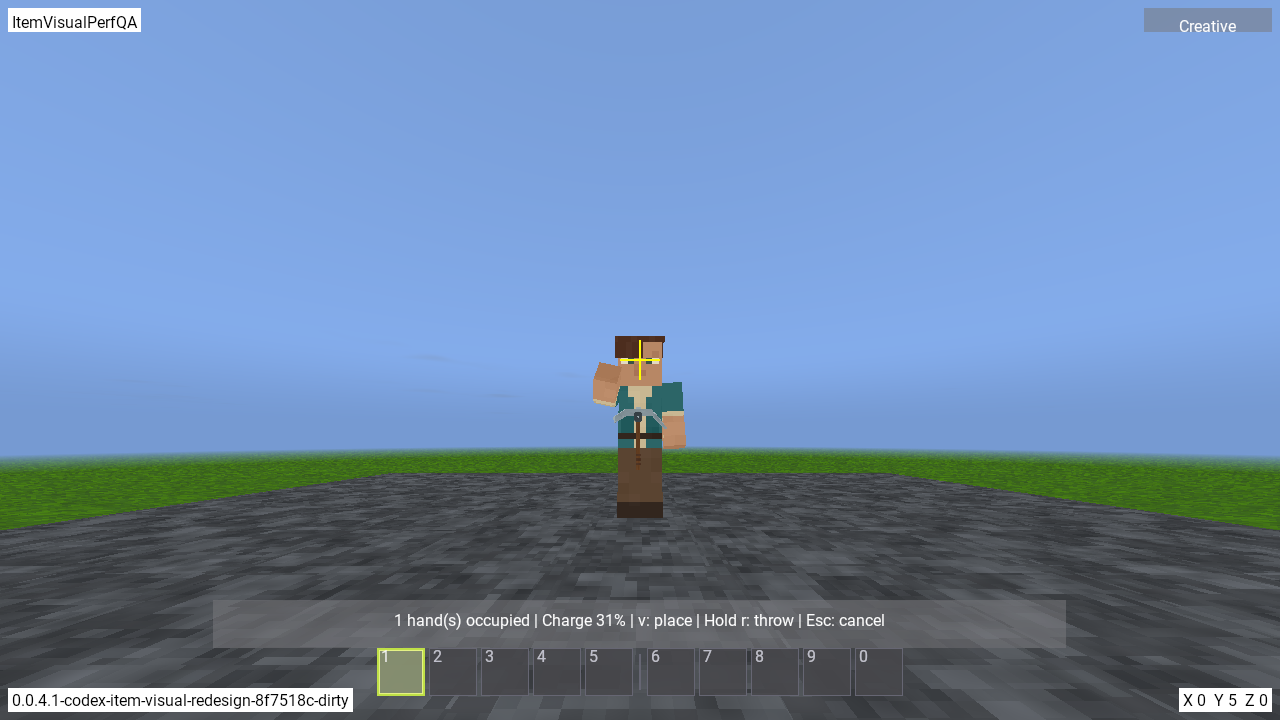 ItemVisualPerfQA
Creative
1 hand(s) occupied | Charge 31% | v: place | Hold r: throw | Esc: cancel
1 2 3 4 5 6 7 8 9 0
0.0.4.1-codex-item-visual-redesign-8f7518c-dirty
X 0 Y 5 Z 0